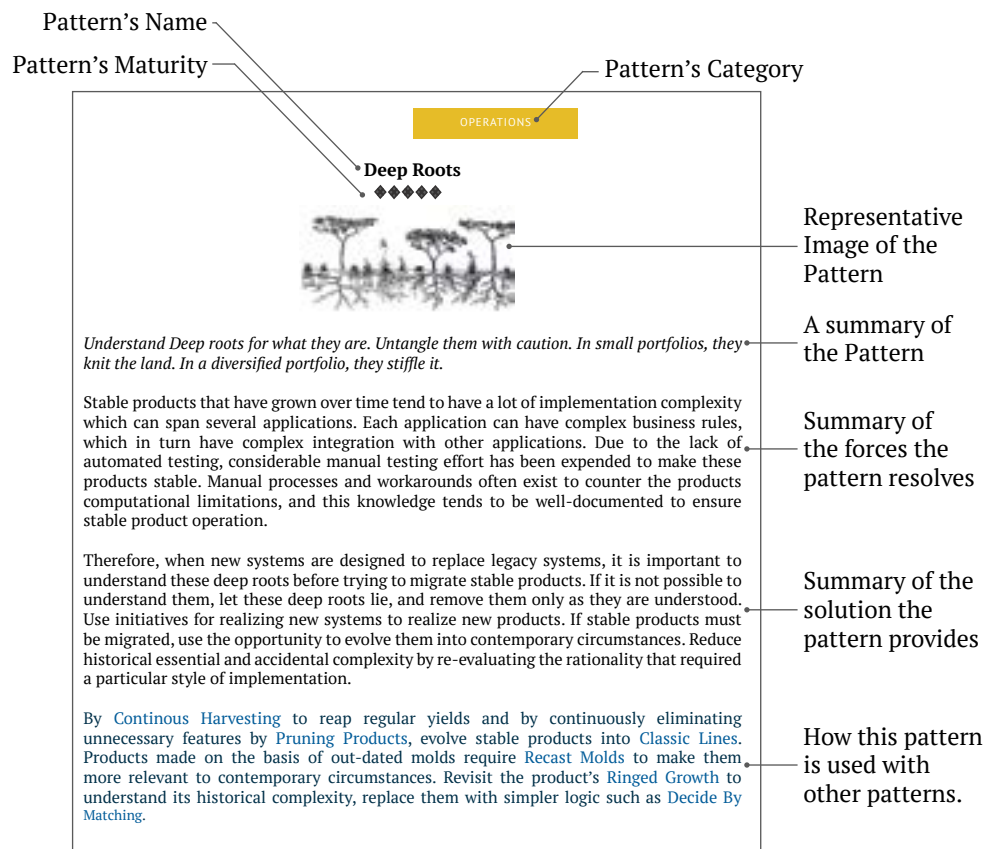 Pattern’s Name
Pattern’s Maturity
Pattern’s Category
OPERATIONS
Deep Roots
Representative
Image of the
Pattern
Understand Deep roots for what they are. Untangle them with caution. In small portfolios, they
knit the land. In a diversified portfolio, they stiffle it.
A summary of
the Pattern
Stable products that have grown over time tend to have a lot of implementation complexity
which can span several applications. Each application can have complex business rules,
which in turn have complex integration with other applications. Due to the lack of
automated testing, considerable manual testing effort has been expended to make these
products stable. Manual processes and workarounds often exist to counter the products
computational limitations, and this knowledge tends to be well-documented to ensure
stable product operation.
Summary of
the forces the
pattern resolves
Therefore, when new systems are designed to replace legacy systems, it is important to
understand these deep roots before trying to migrate stable products. If it is not possible to
understand them, let these deep roots lie, and remove them only as they are understood.
Use initiatives for realizing new systems to realize new products. If stable products must
be migrated, use the opportunity to evolve them into contemporary circumstances. Reduce
historical essential and accidental complexity by re-evaluating the rationality that required
a particular style of implementation.
Summary of the
solution the
pattern provides
By Continous Harvesting to reap regular yields and by continuously eliminating
unnecessary features by Pruning Products, evolve stable products into Classic Lines.
Products made on the basis of out-dated molds require Recast Molds to make them
more relevant to contemporary circumstances. Revisit the product’s Ringed Growth to
understand its historical complexity, replace them with simpler logic such as Decide By
Matching.
How this pattern
is used with
other patterns.